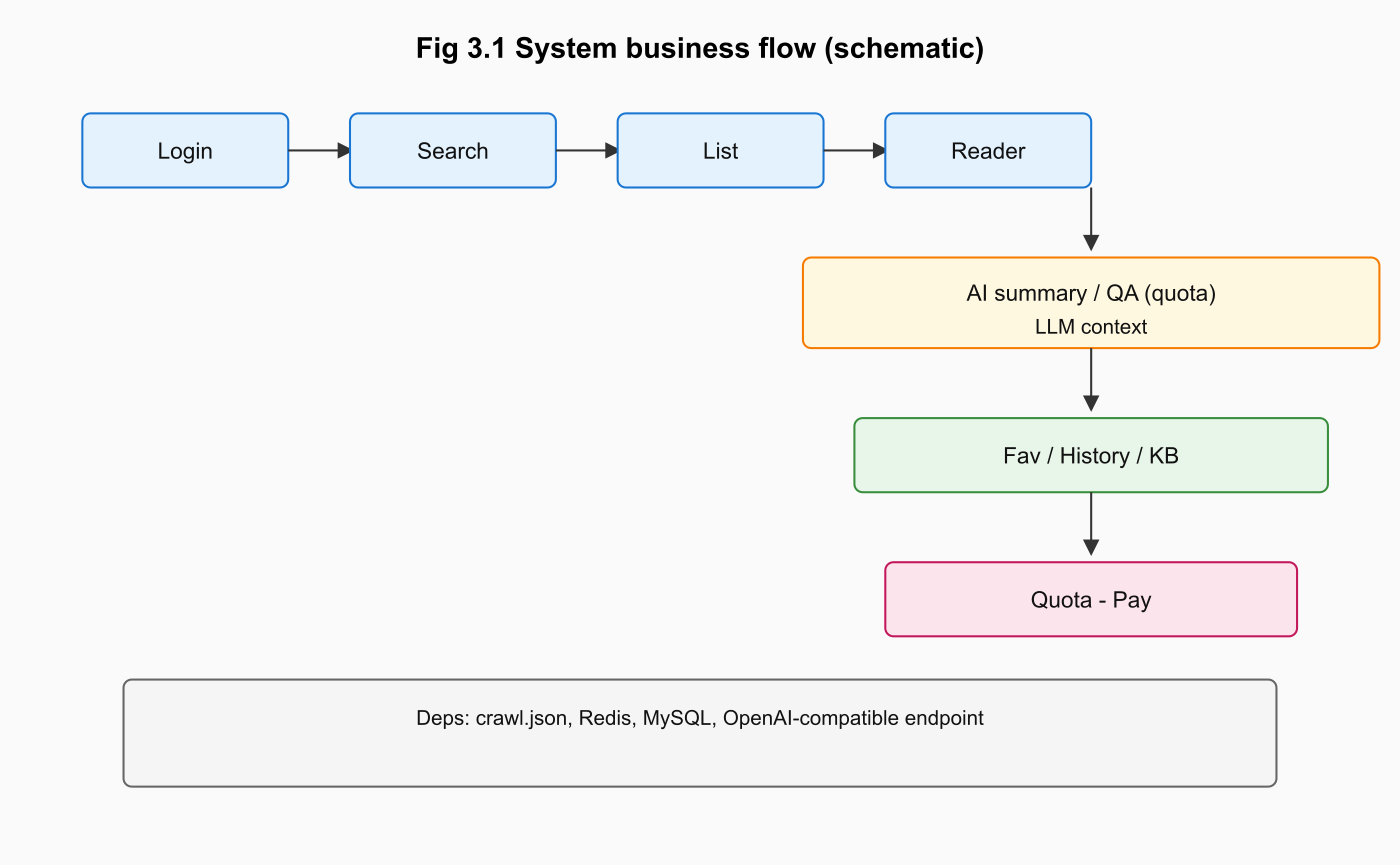 Fig 3.1 System business flow (schematic)
Login
Search
List
Reader
AI summary / QA (quota)
LLM context
Fav / History / KB
Quota - Pay
Deps: crawl.json, Redis, MySQL, OpenAI-compatible endpoint